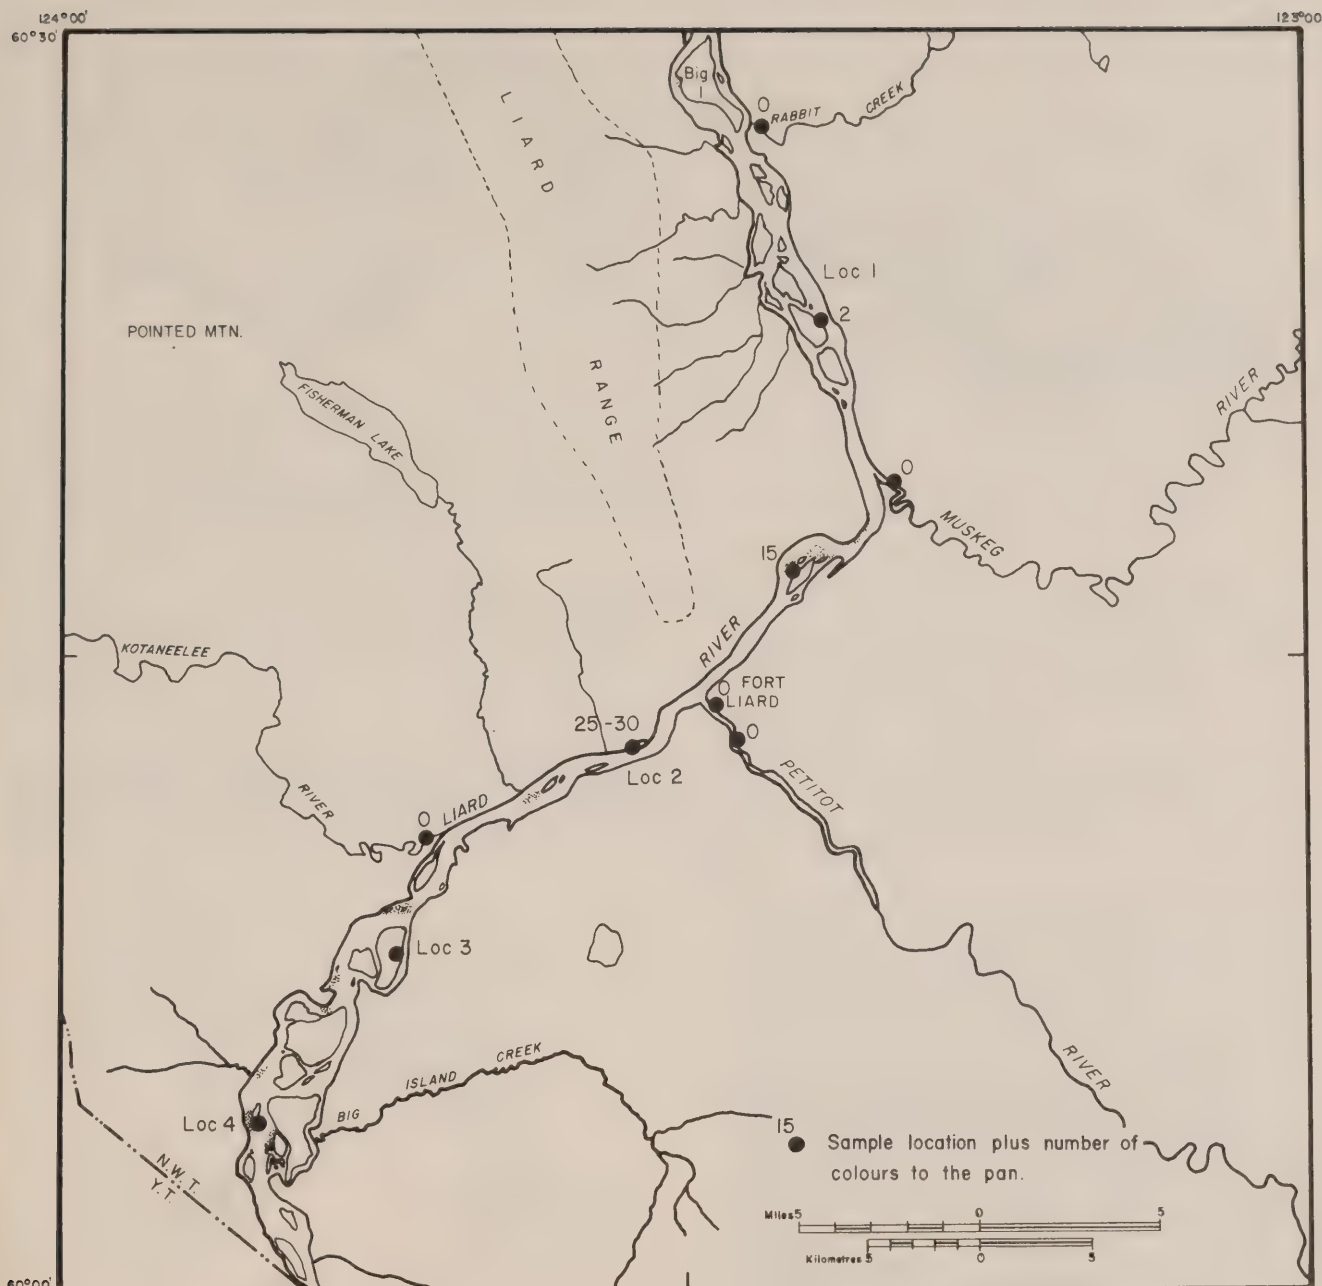 124°00'
123°00
60°30'
Big
I
0
RABBIT CREEK
LIARD
RANGE
Loc 1
2
POINTED MTN.
FISHERMAN LAKE
RIVER
0
MUSKEG
15
RIVER
KOTANEELEE
0 FORT
LIARD
25-30
0
Loc 2
PETITOT
RIVER
0 LIARD
Loc 3
ISLAND CREEK
BIG
RIVER
Loc 4
N.W.T.
Y.T.
15
Sample location plus number of
colours to the pan.
Miles 5 0 5
Kilometres 5 0 5
60°00'